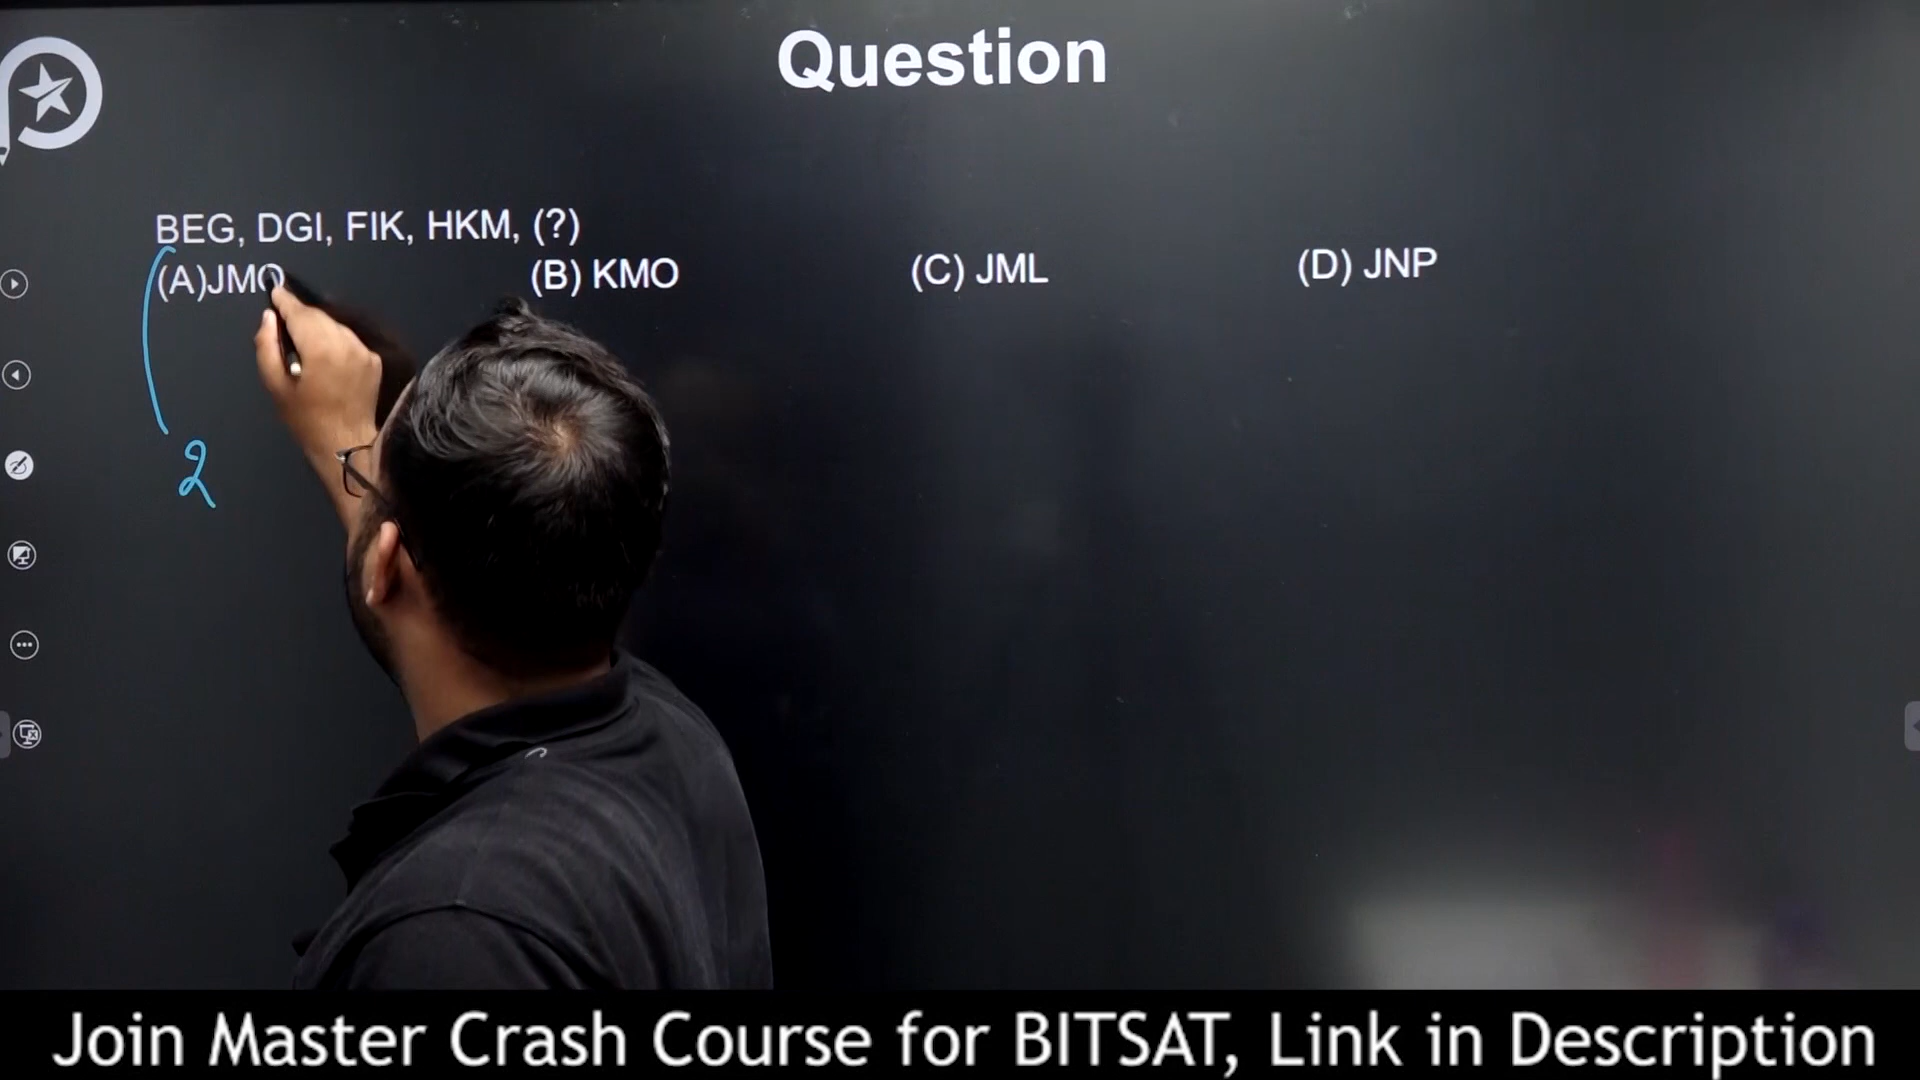 Question
BEG, DGI, FIK, HKM, (?)
(A)JMO (B) KMO (C) JML (D) JNP
2
Join Master Crash Course for BITSAT, Link in Description